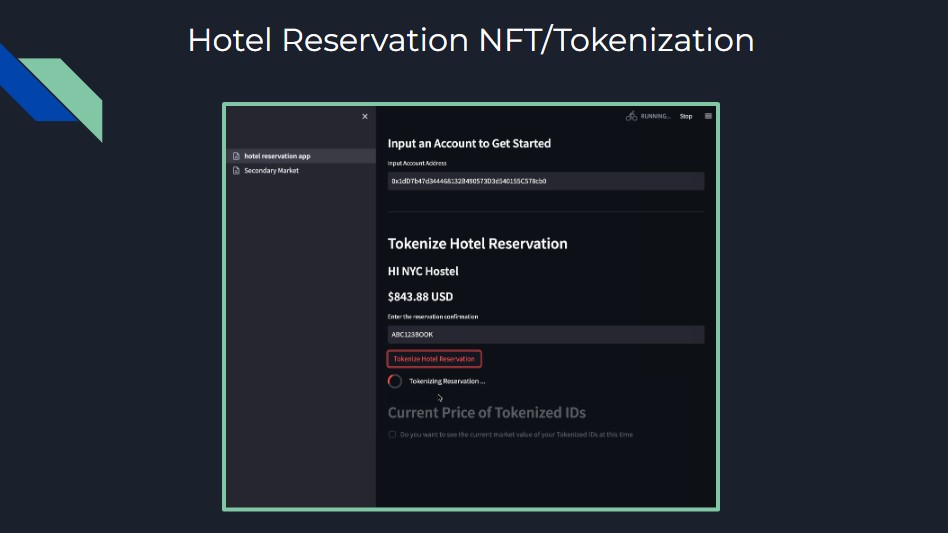 Hotel Reservation NFT/Tokenization
RUNNING...
Stop
hotel reservation app
Secondary Market
Input an Account to Get Started
Input Account Address
Tokenize Hotel Reservation
HI NYC Hostel
$843.88 USD
Enter the reservation confirmation
ABC123BOOK
Tokenize Hotel Reservation
Tokenizing Reservation ...
Current Price of Tokenized IDs
Do you want to see the current market value of your Tokenized IDs at this time